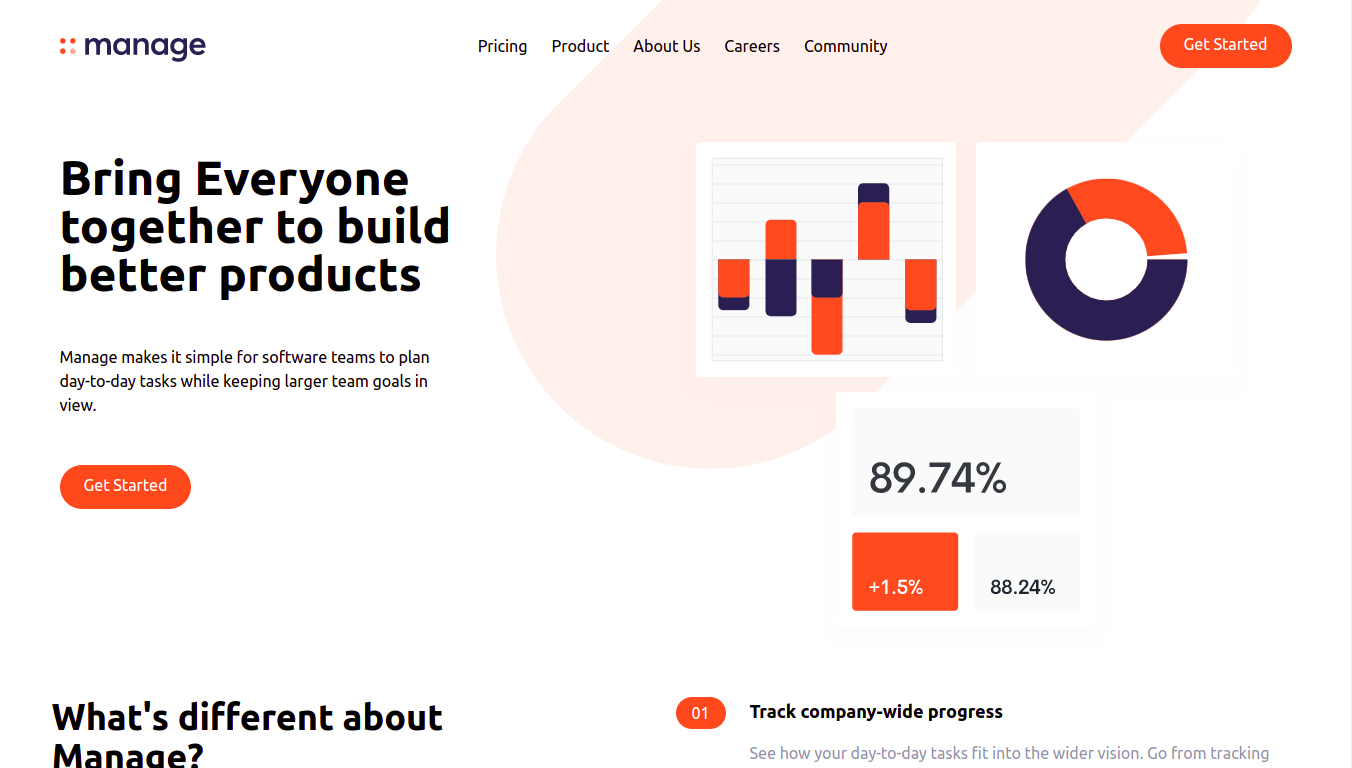 manage
Pricing Product About Us Careers Community
Get Started
Bring Everyone
together to build
better products
Manage makes it simple for software teams to plan
day-to-day tasks while keeping larger team goals in
view.
Get Started
89.74%
+1.5% 88.24%
What's different about
Manage?
01 Track company-wide progress
See how your day-to-day tasks fit into the wider vision. Go from tracking